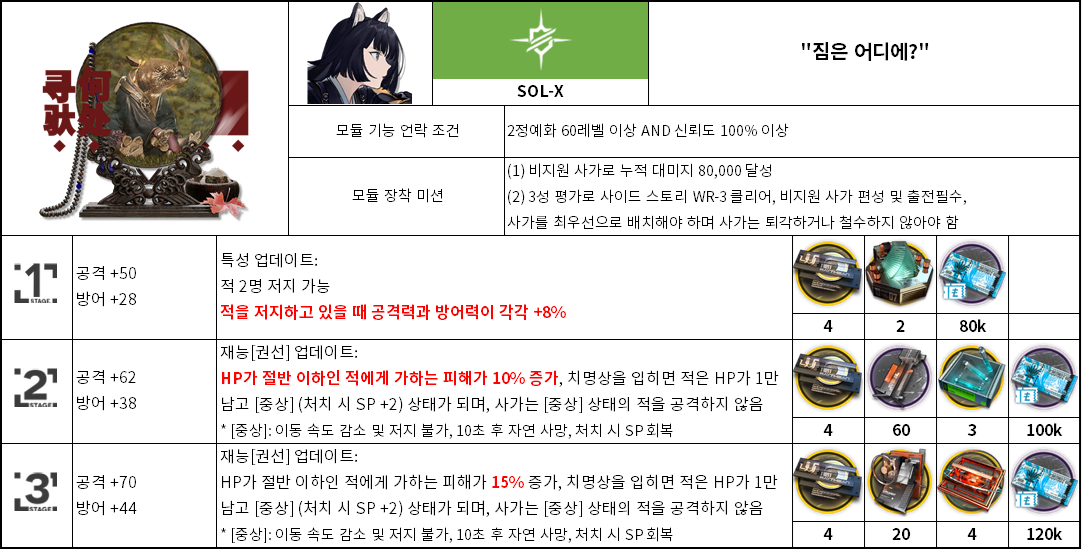 寻何
驮处
SOL-X
"짐은 어디에?"
모듈 기능 언락 조건
2정예화 60레벨 이상 AND 신뢰도 100% 이상
모듈 장착 미션
(1) 비지원 사가로 누적 대미지 80,000 달성
(2) 3성 평가로 사이드 스토리 WR-3 클리어, 비지원 사가 편성 및 출전필수,
사가를 최우선으로 배치해야 하며 사가는 퇴각하거나 철수하지 않아야 함
1
STAGE
공격 +50
방어 +28
특성 업데이트:
적 2명 저지 가능
적을 저지하고 있을 때 공격력과 방어력이 각각 +8%
4
2
80k
2
STAGE
공격 +62
방어 +38
재능[권선] 업데이트:
HP가 절반 이하인 적에게 가하는 피해가 10% 증가, 치명상을 입히면 적은 HP가 1만
남고 [중상] (처치 시 SP +2) 상태가 되며, 사가는 [중상] 상태의 적을 공격하지 않음
* [중상]: 이동 속도 감소 및 저지 불가, 10초 후 자연 사망, 처치 시 SP 회복
4
60
3
100k
3
STAGE
공격 +70
방어 +44
재능[권선] 업데이트:
HP가 절반 이하인 적에게 가하는 피해가 15% 증가, 치명상을 입히면 적은 HP가 1만
남고 [중상] (처치 시 SP +2) 상태가 되며, 사가는 [중상] 상태의 적을 공격하지 않음
* [중상]: 이동 속도 감소 및 저지 불가, 10초 후 자연 사망, 처치 시 SP 회복
4
20
4
120k